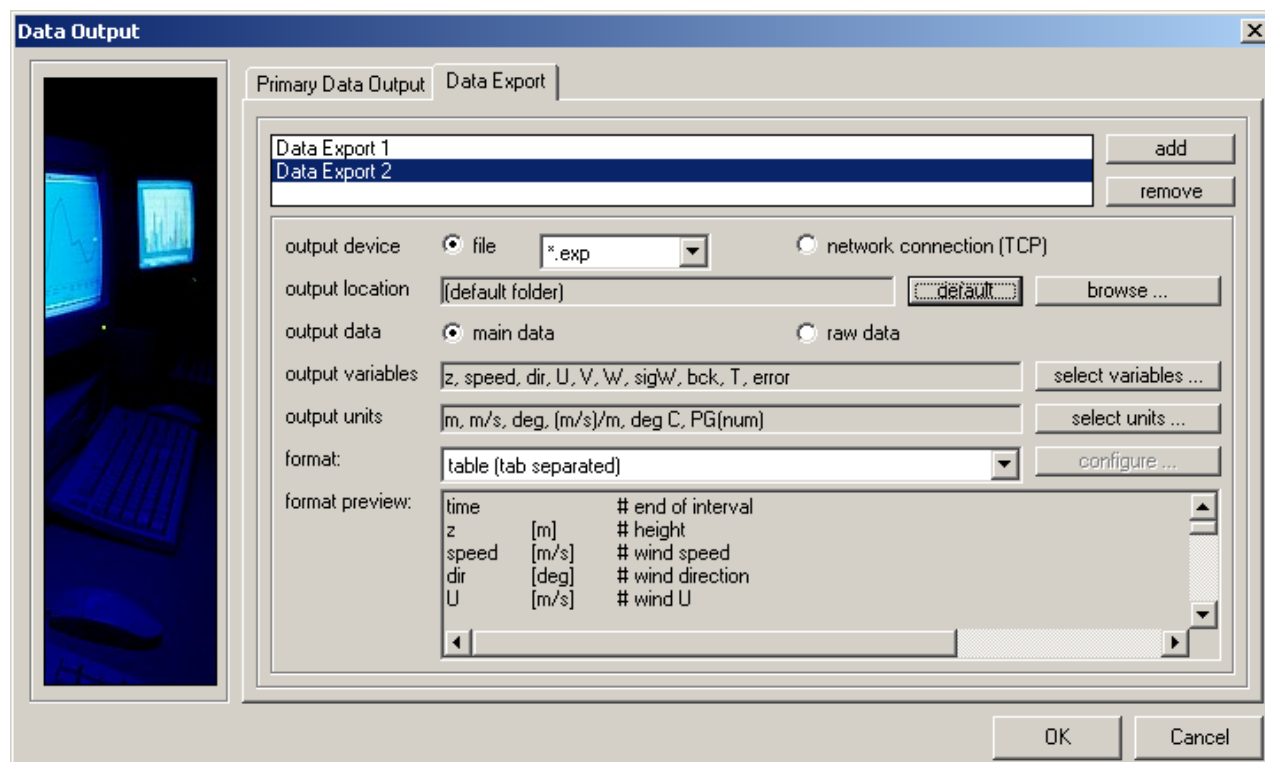 Data Output
Primary Data Output Data Export
Data Export 1
add
Data Export 2
remove
output device file *.exp network connection (TCP)
output location (default folder) default browse ...
output data main data raw data
output variables z, speed, dir, U, V, W, sigW, bck, T, error select variables ...
output units m, m/s, deg, (m/s)/m, deg C, PG(num) select units ...
format: table (tab separated) configure ...
format preview: time # end of interval
z [m] # height
speed [m/s] # wind speed
dir [deg] # wind direction
U [m/s] # wind U
OK Cancel